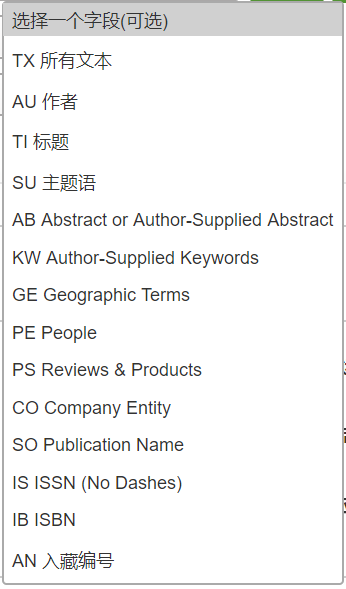 选择一个字段(可选)
TX 所有文本
AU 作者
TI 标题
SU 主题语
AB Abstract or Author-Supplied Abstract
KW Author-Supplied Keywords
GE Geographic Terms
PE People
PS Reviews & Products
CO Company Entity
SO Publication Name
IS ISSN (No Dashes)
IB ISBN
AN 入藏编号